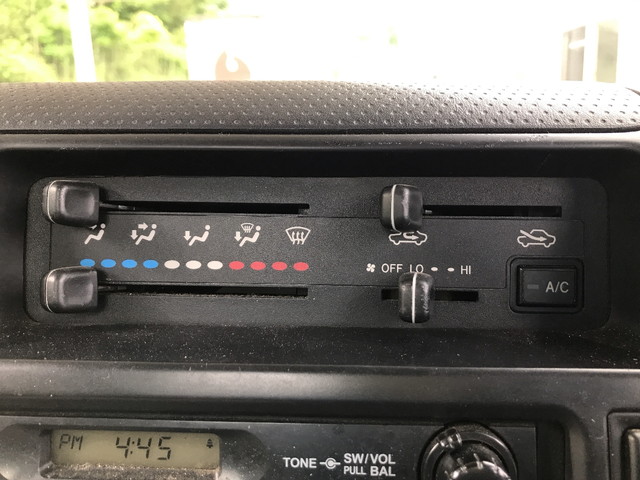 OFF LO HI
A/C
PM 4:45
TONE SW/VOL
PULL BAL